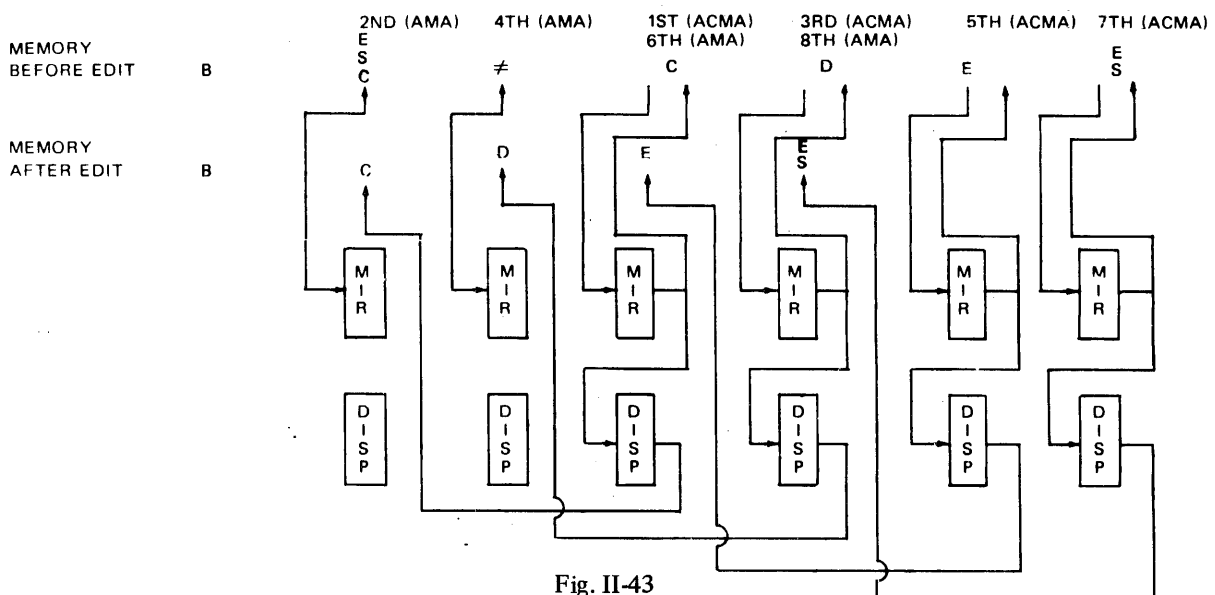 2ND (AMA) 4TH (AMA) 1ST (ACMA) 3RD (ACMA) 5TH (ACMA) 7TH (ACMA)
6TH (AMA) 8TH (AMA)
MEMORY
BEFORE EDIT B ESC ≠ C D E ES
MEMORY
AFTER EDIT B C D E ES
MIR MIR MIR MIR MIR MIR
DISP DISP DISP DISP DISP DISP
Fig. II-43